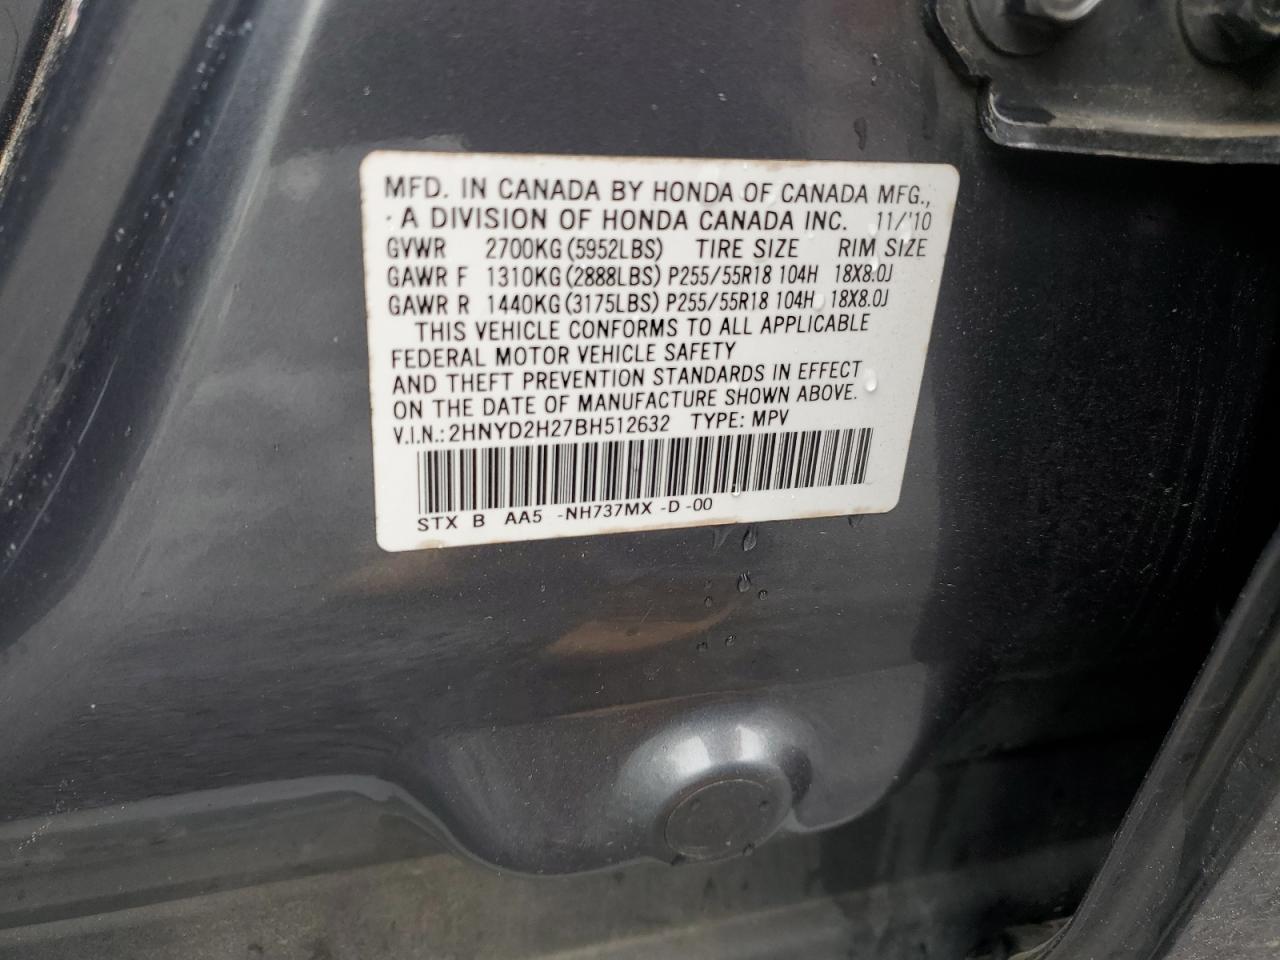 MFD. IN CANADA BY HONDA OF CANADA MFG.,
A DIVISION OF HONDA CANADA INC. 11/'10
GVWR 2700KG (5952LBS) TIRE SIZE RIM SIZE
GAWR F 1310KG (2888LBS) P255/55R18 104H 18X8.0J
GAWR R 1440KG (3175LBS) P255/55R18 104H 18X8.0J
THIS VEHICLE CONFORMS TO ALL APPLICABLE
FEDERAL MOTOR VEHICLE SAFETY
AND THEFT PREVENTION STANDARDS IN EFFECT
ON THE DATE OF MANUFACTURE SHOWN ABOVE.
V.I.N.: 2HNYD2H27BH512632 TYPE: MPV
STX B AA5 -NH737MX -D -00